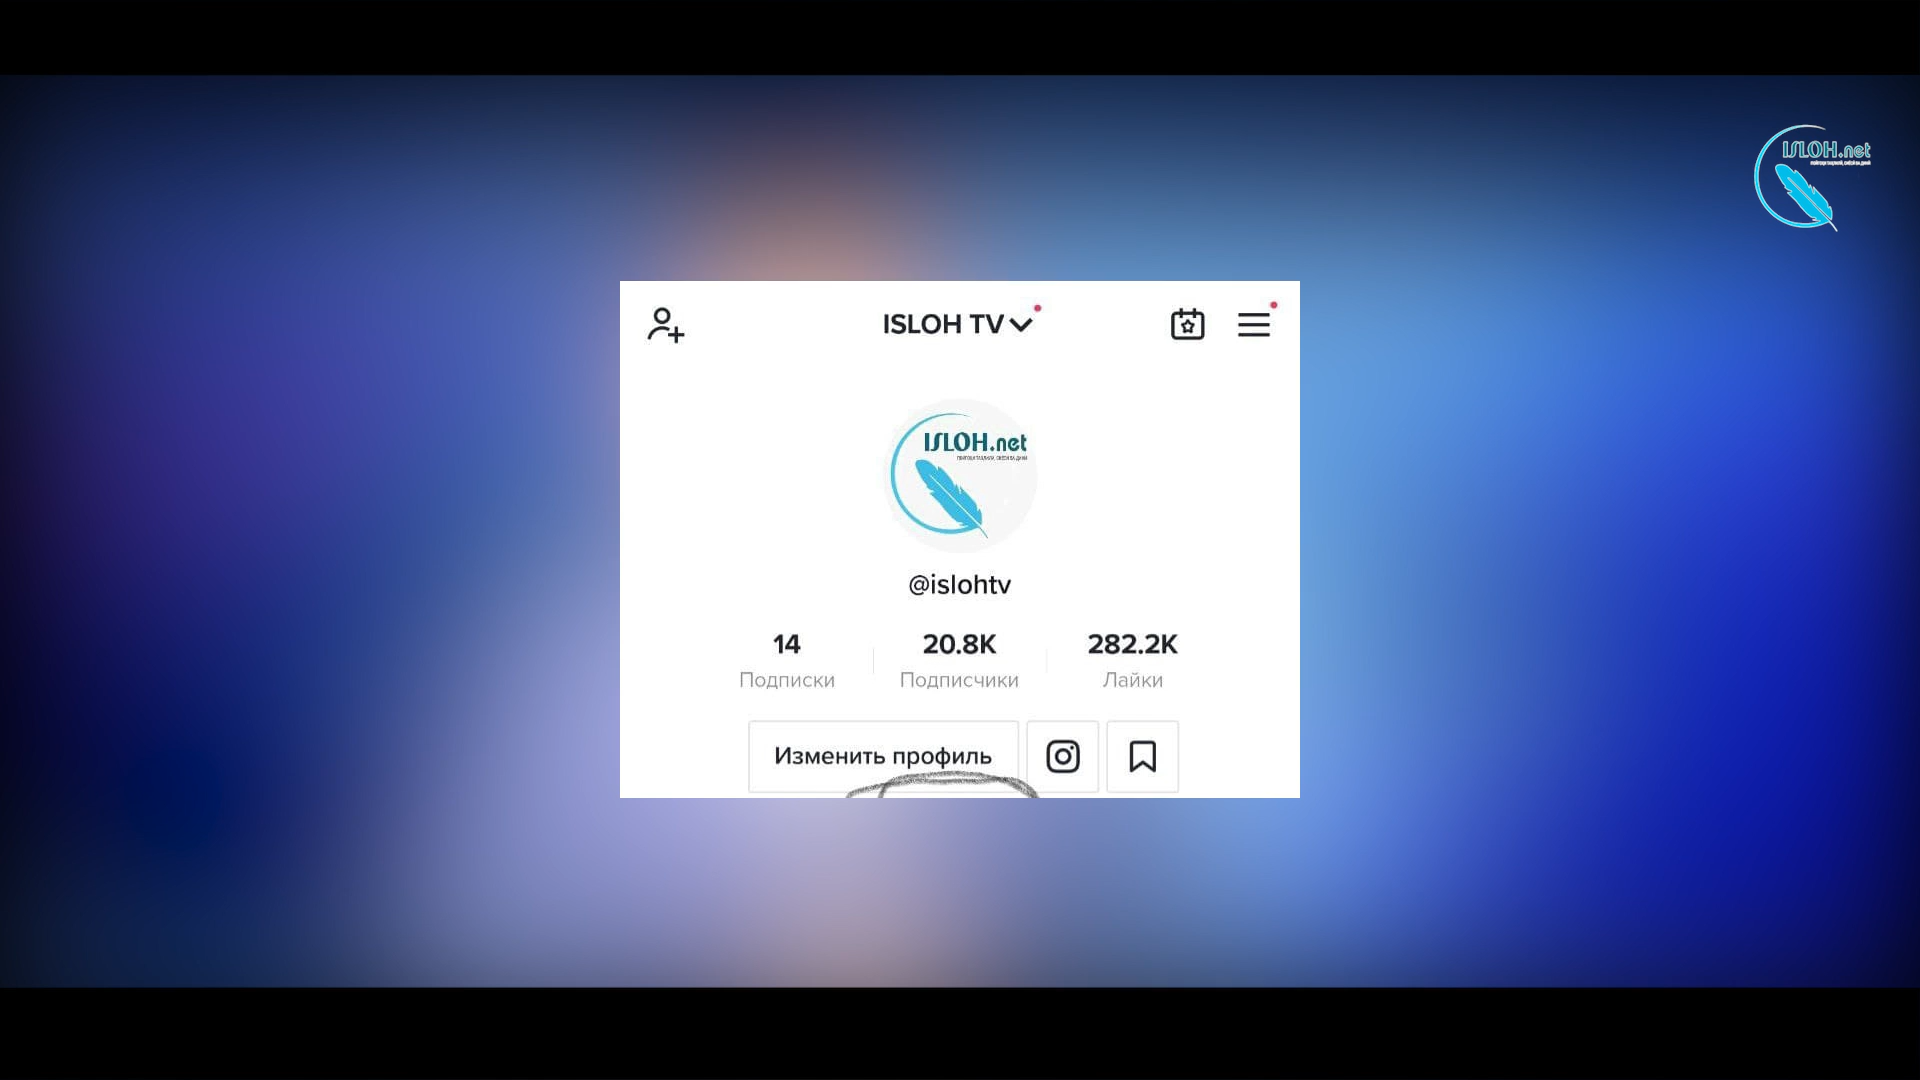 ISLOH.net
ISLOH TV
ISLOH.net
@islohtv
14 20.8K 282.2K
Подписки Подписчики Лайки
Изменить профиль